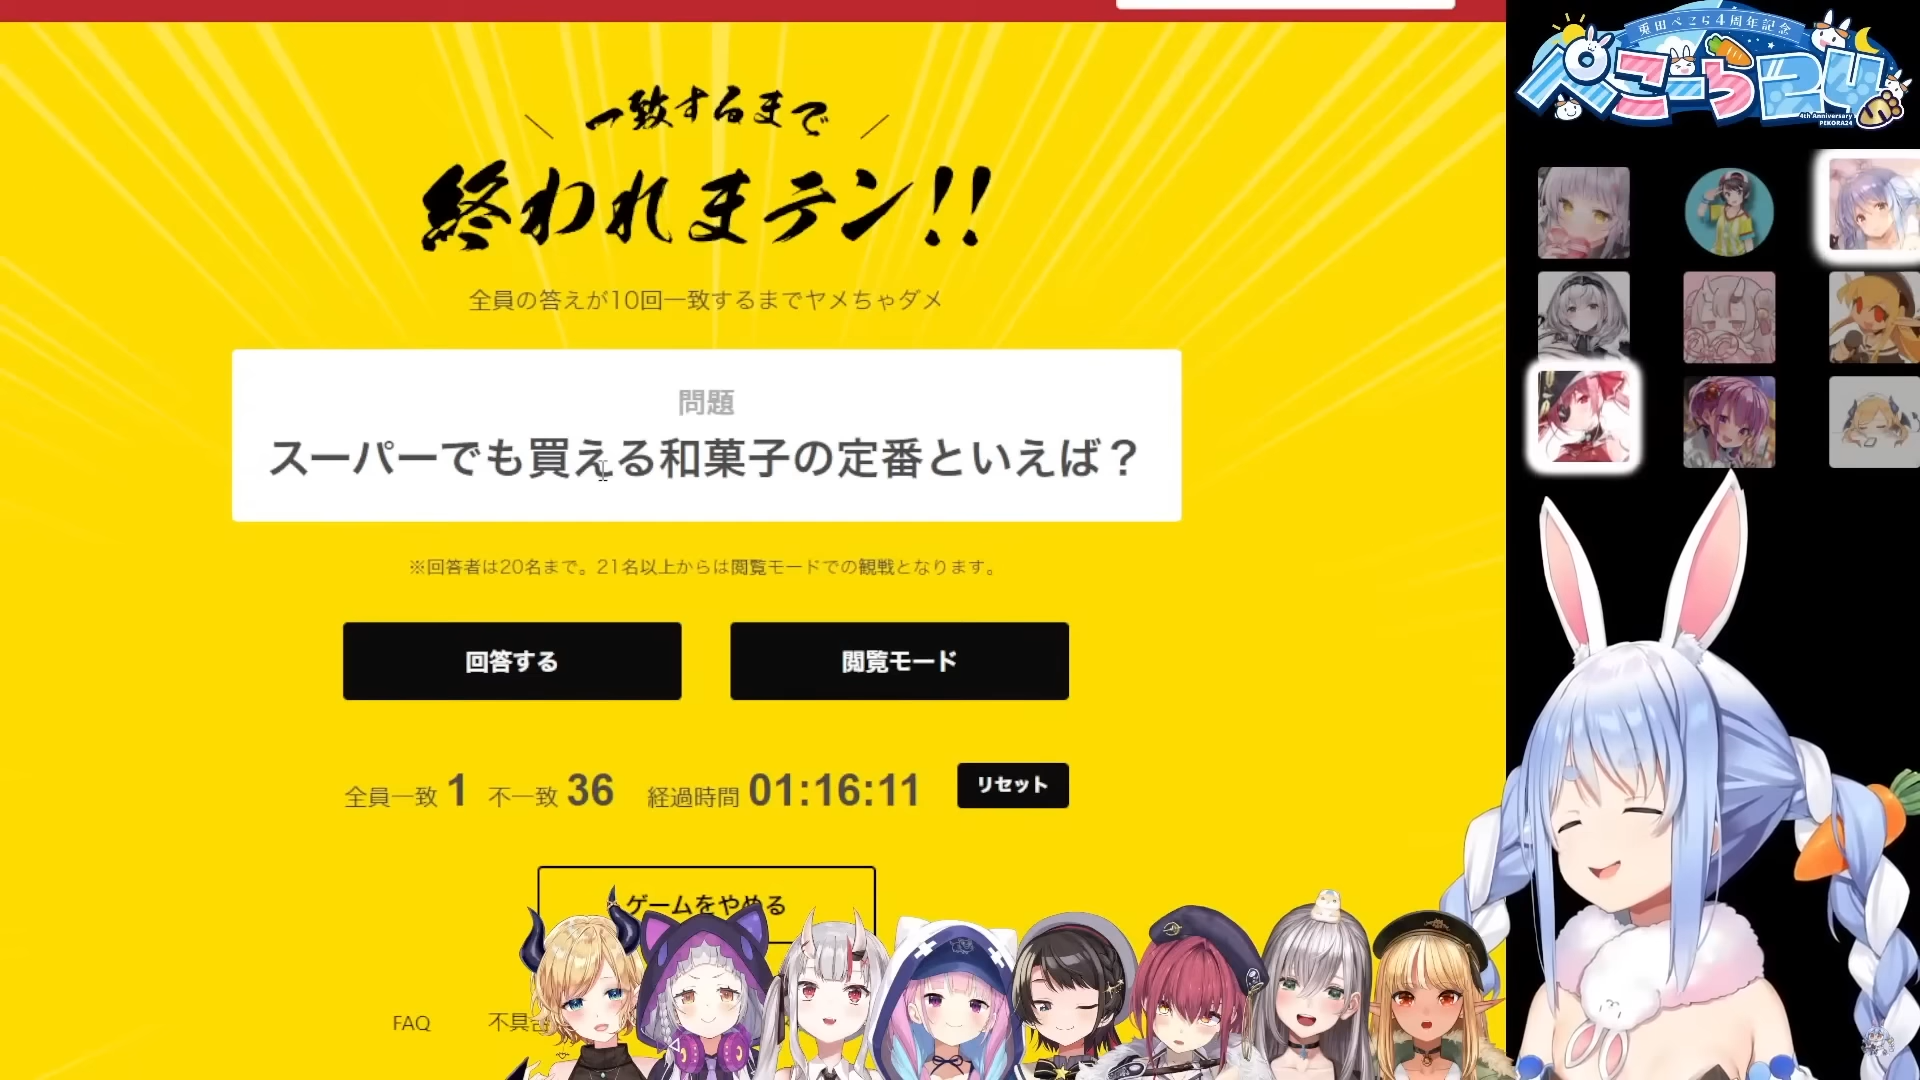 兎田ぺこら4周年記念
ぺこーら24
4th Anniversary
PEKORA24
一致するまで
終われまテン!!
全員の答えが10回一致するまでヤメちゃダメ
問題
スーパーでも買える和菓子の定番といえば？
※回答者は20名まで。21名以上からは閲覧モードでの観戦となります。
回答する
閲覧モード
全員一致 1 不一致 36 経過時間 01:16:11 リセット
ゲームをやめる
FAQ 不具合